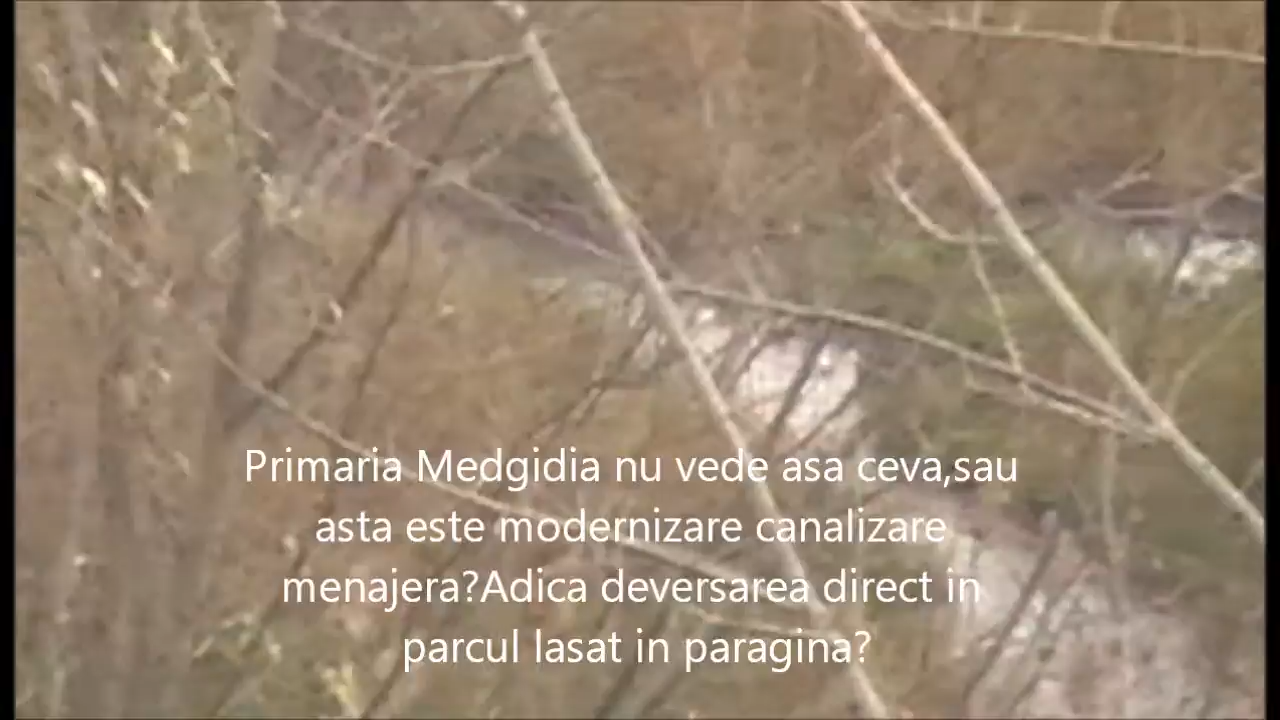 Primaria Medgidia nu vede asa ceva,sau
asta este modernizare canalizare
menajera?Adica deversarea direct in
parcul lasat in paragina?